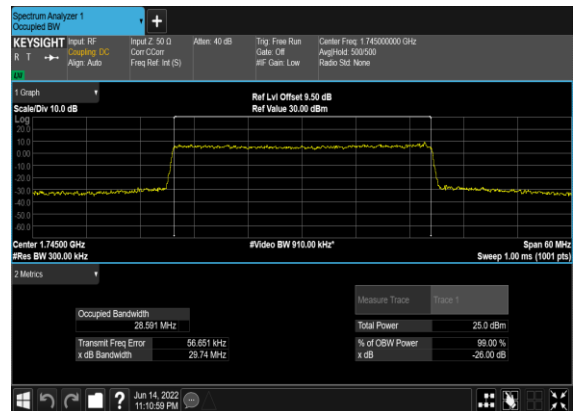 Spectrum Analyzer 1
Occupied BW
+
KEYSIGHT Input: RF Input Z: 50 Ω Atten: 40 dB Trig: Free Run Center Freq: 1.745000000 GHz
R T Coupling: DC Corr CCorr Gate: Off Avg|Hold: 500/500
Align: Auto Freq Ref: Int (S) #IF Gain: Low Radio Std: None
LW
1 Graph
Ref Lvl Offset 9.50 dB
Scale/Div 10.0 dB Ref Value 30.00 dBm
Log
20.0
10.0
0.00
-10.0
-20.0
-30.0
-40.0
-50.0
-60.0
Center 1.74500 GHz #Video BW 910.00 kHz* Span 60 MHz
#Res BW 300.00 kHz Sweep 1.00 ms (1001 pts)
2 Metrics
Measure Trace Trace 1
Occupied Bandwidth
28.591 MHz Total Power 25.0 dBm
Transmit Freq Error 56.651 kHz % of OBW Power 99.00 %
x dB Bandwidth 29.74 MHz x dB -26.00 dB
? Jun 14, 2022
11:10:59 PM